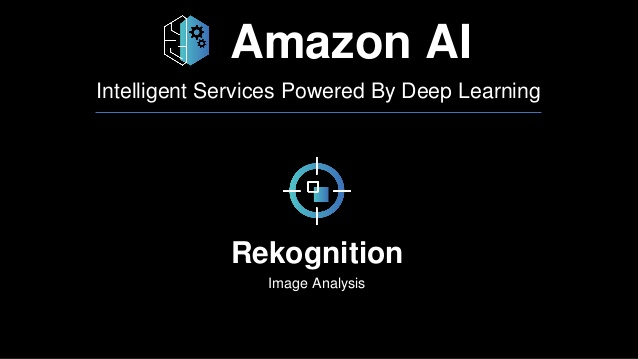 Amazon AI
Intelligent Services Powered By Deep Learning
Rekognition
Image Analysis